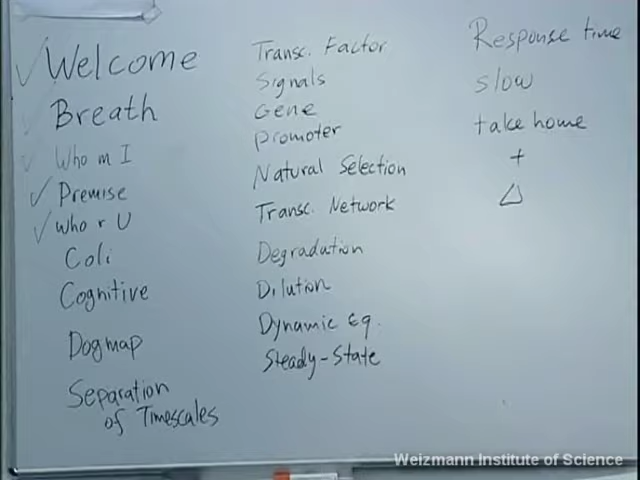 Welcome
Breath
Who m I
Premise
Who r U
Coli
Cognitive
Dogmap
Separation
of Timescales
Transc. Factor
Signals
Gene
Promoter
Natural Selection
Transc. Network
Degradation
Dilution
Dynamic Eq.
Steady-State
Response time
slow
take home
+
△
Weizmann Institute of Science